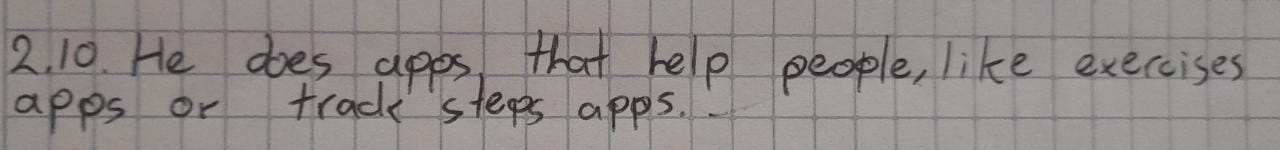 2.10. He does apps, that help people, like exercises
apps or track steps apps.